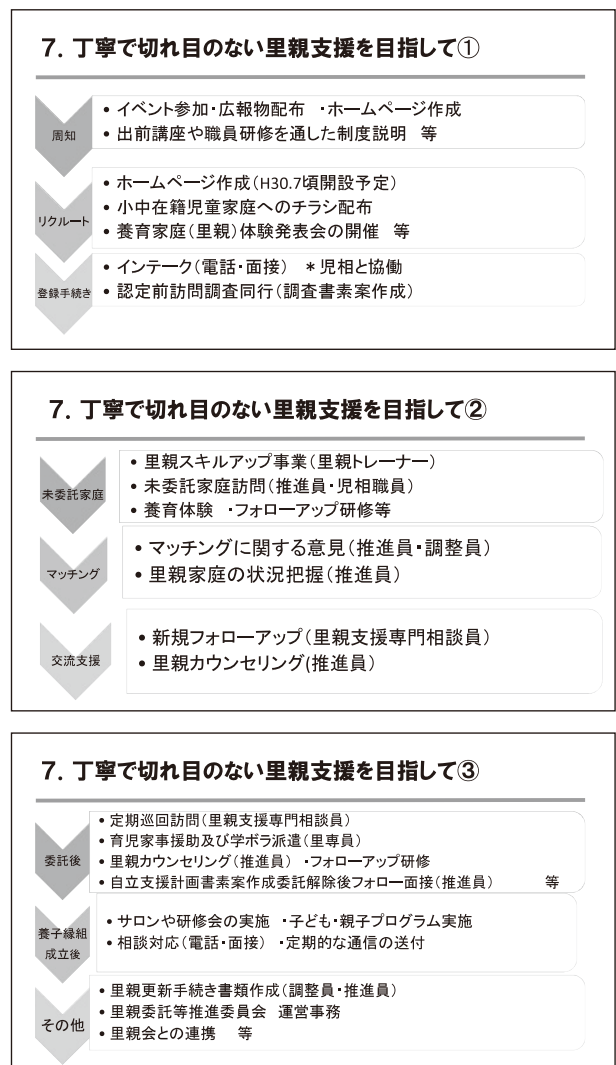 7．丁寧で切れ目のない里親支援を目指して①
周知
• イベント参加・広報物配布　・ホームページ作成
• 出前講座や職員研修を通した制度説明　等
リクルート
• ホームページ作成（H30.7頃開設予定）
• 小中在籍児童家庭へのチラシ配布
• 養育家庭（里親）体験発表会の開催　等
登録手続き
• インテーク（電話・面接）　＊児相と協働
• 認定前訪問調査同行（調査書素案作成）
7．丁寧で切れ目のない里親支援を目指して②
未委託家庭
• 里親スキルアップ事業（里親トレーナー）
• 未委託家庭訪問（推進員・児相職員）
• 養育体験　・フォローアップ研修等
マッチング
• マッチングに関する意見（推進員・調整員）
• 里親家庭の状況把握（推進員）
交流支援
• 新規フォローアップ（里親支援専門相談員）
• 里親カウンセリング(推進員）
7．丁寧で切れ目のない里親支援を目指して③
委託後
• 定期巡回訪問（里親支援専門相談員）
• 育児家事援助及び学ボラ派遣（里専員）
• 里親カウンセリング（推進員）　・フォローアップ研修
• 自立支援計画書素案作成委託解除後フォロー面接（推進員）　　等
養子縁組
成立後
• サロンや研修会の実施　・子ども・親子プログラム実施
• 相談対応（電話・面接）　・定期的な通信の送付
その他
• 里親更新手続き書類作成（調整員・推進員）
• 里親委託等推進委員会　運営事務
• 里親会との連携　等